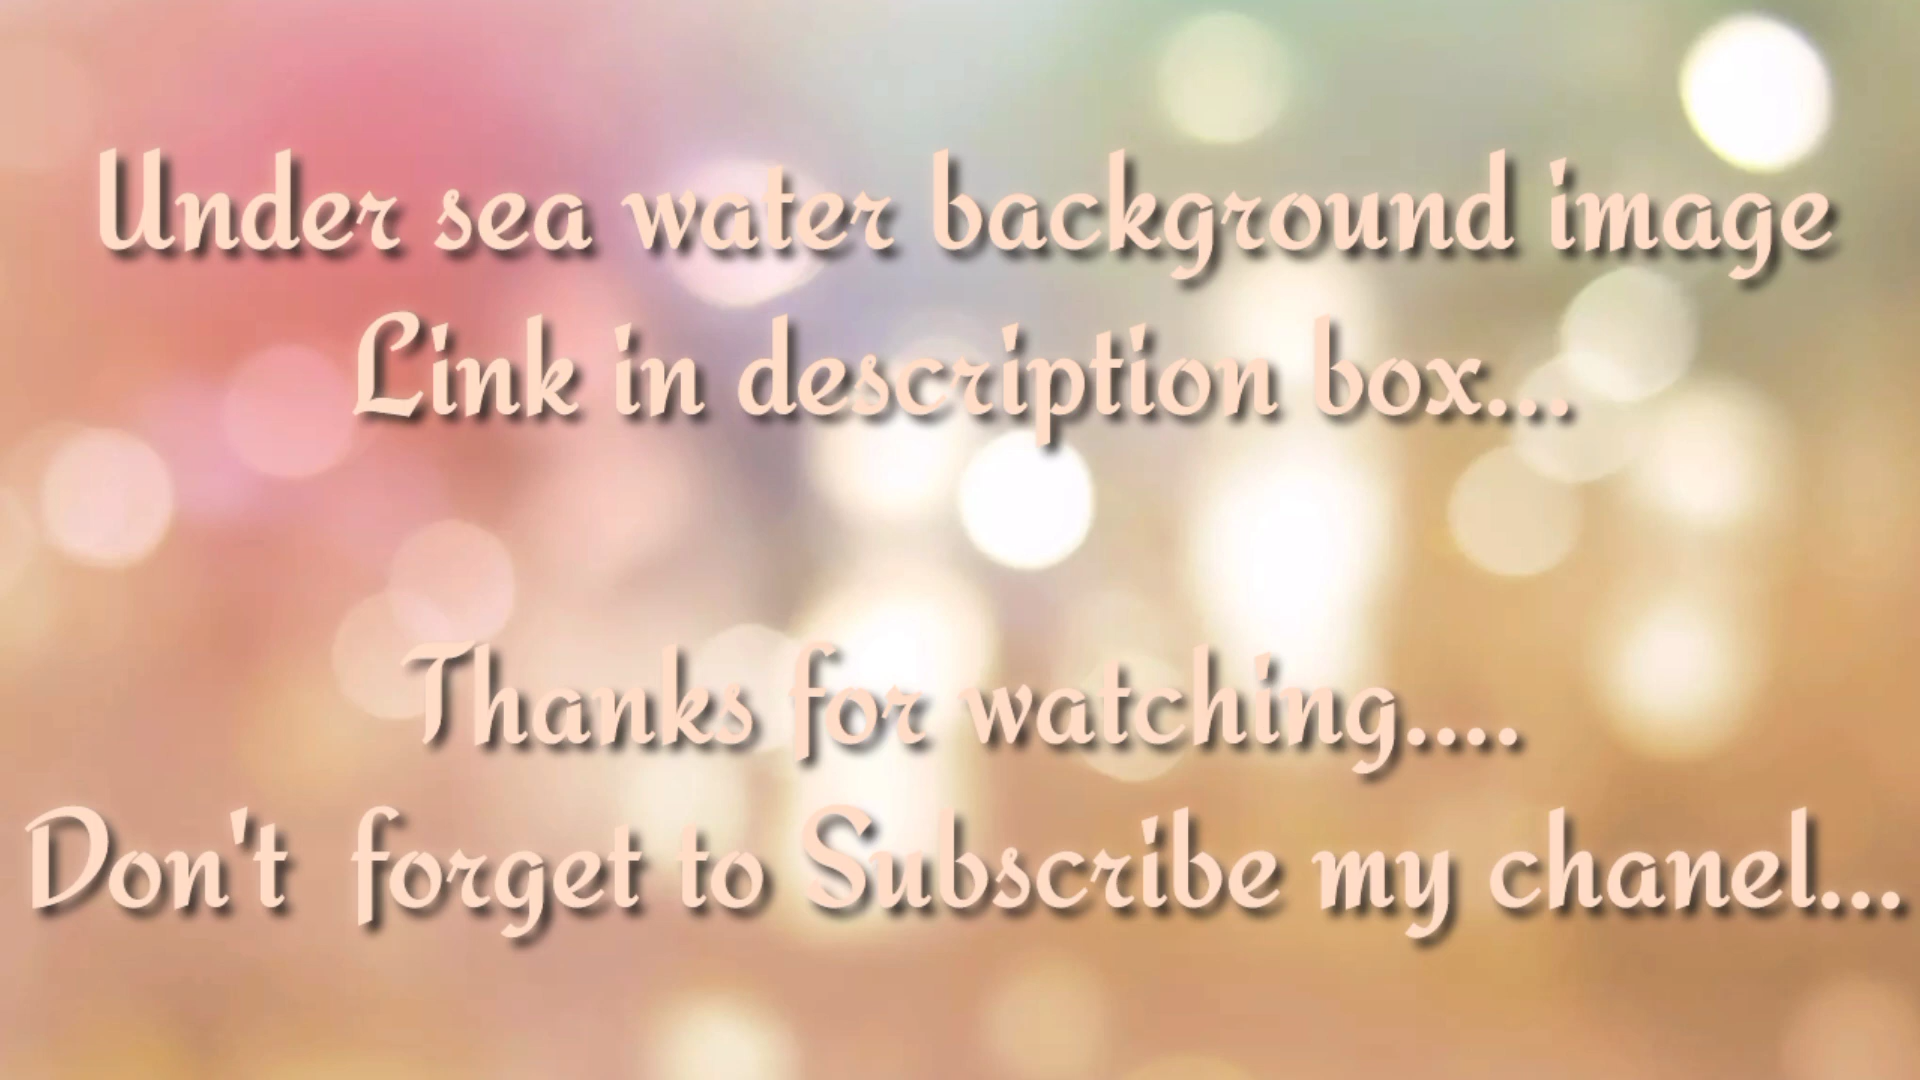 Under sea water background image
Link in description box...
Thanks for watching....
Don't  forget to Subscribe my chanel...